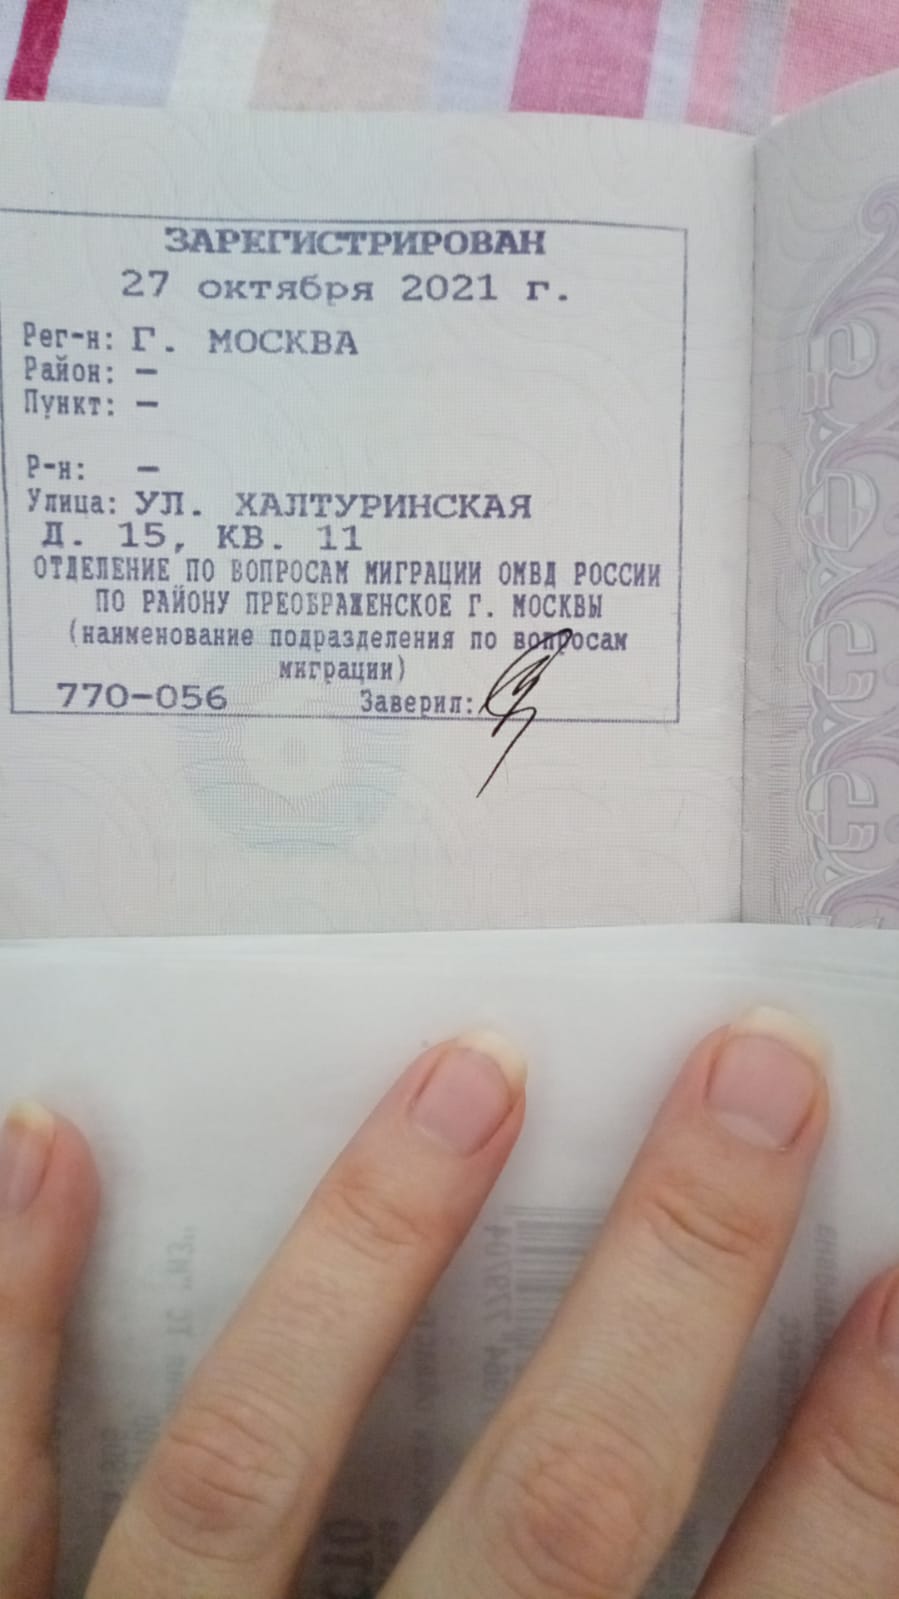 ЗАРЕГИСТРИРОВАН
27 октября 2021 г.
Рег-н: Г. МОСКВА
Район: –
Пункт: –
Р-н: –
Улица: УЛ. ХАЛТУРИНСКАЯ
Д. 15, КВ. 11
ОТДЕЛЕНИЕ ПО ВОПРОСАМ МИГРАЦИИ ОМВД РОССИИ
ПО РАЙОНУ ПРЕОБРАЖЕНСКОЕ Г. МОСКВЫ
(наименование подразделения по вопросам
миграции)
770-056 Заверил: